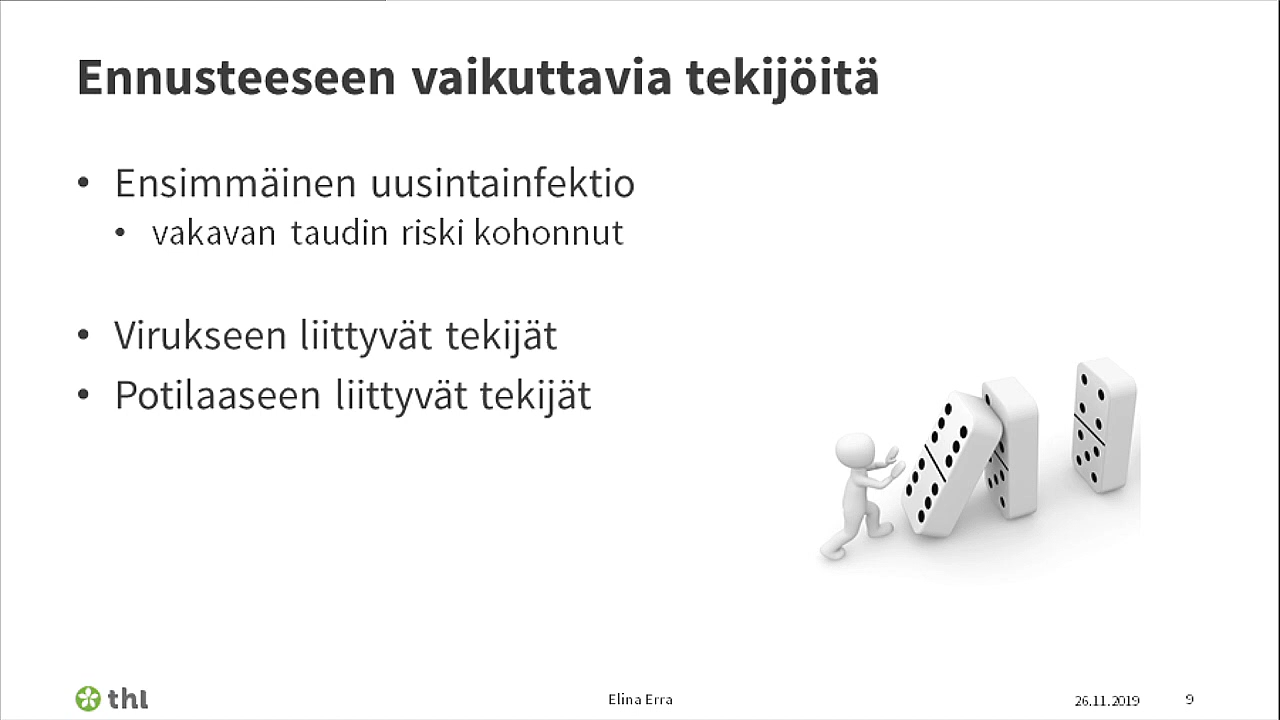 Ennusteeseen vaikuttavia tekijöitä
• Ensimmäinen uusintainfektio
• vakavan taudin riski kohonnut
• Virukseen liittyvät tekijät
• Potilaaseen liittyvät tekijät
thl
Elina Erra
26.11.2019
9